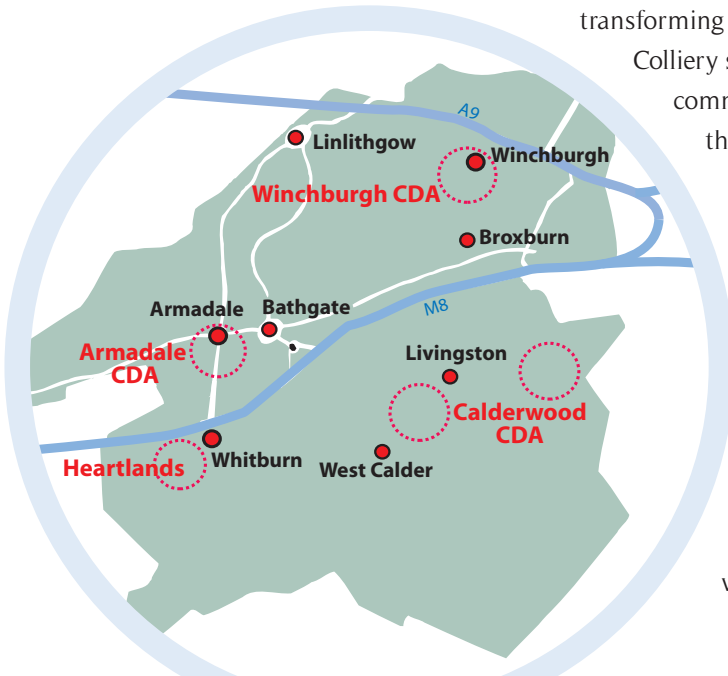 transforming
Colliery s
comm
th
A9
Linlithgow
Winchburgh
Winchburgh CDA
Broxburn
Armadale
Bathgate
M8
Armadale
CDA
Livingston
Calderwood
CDA
Heartlands
Whitburn
West Calder
v